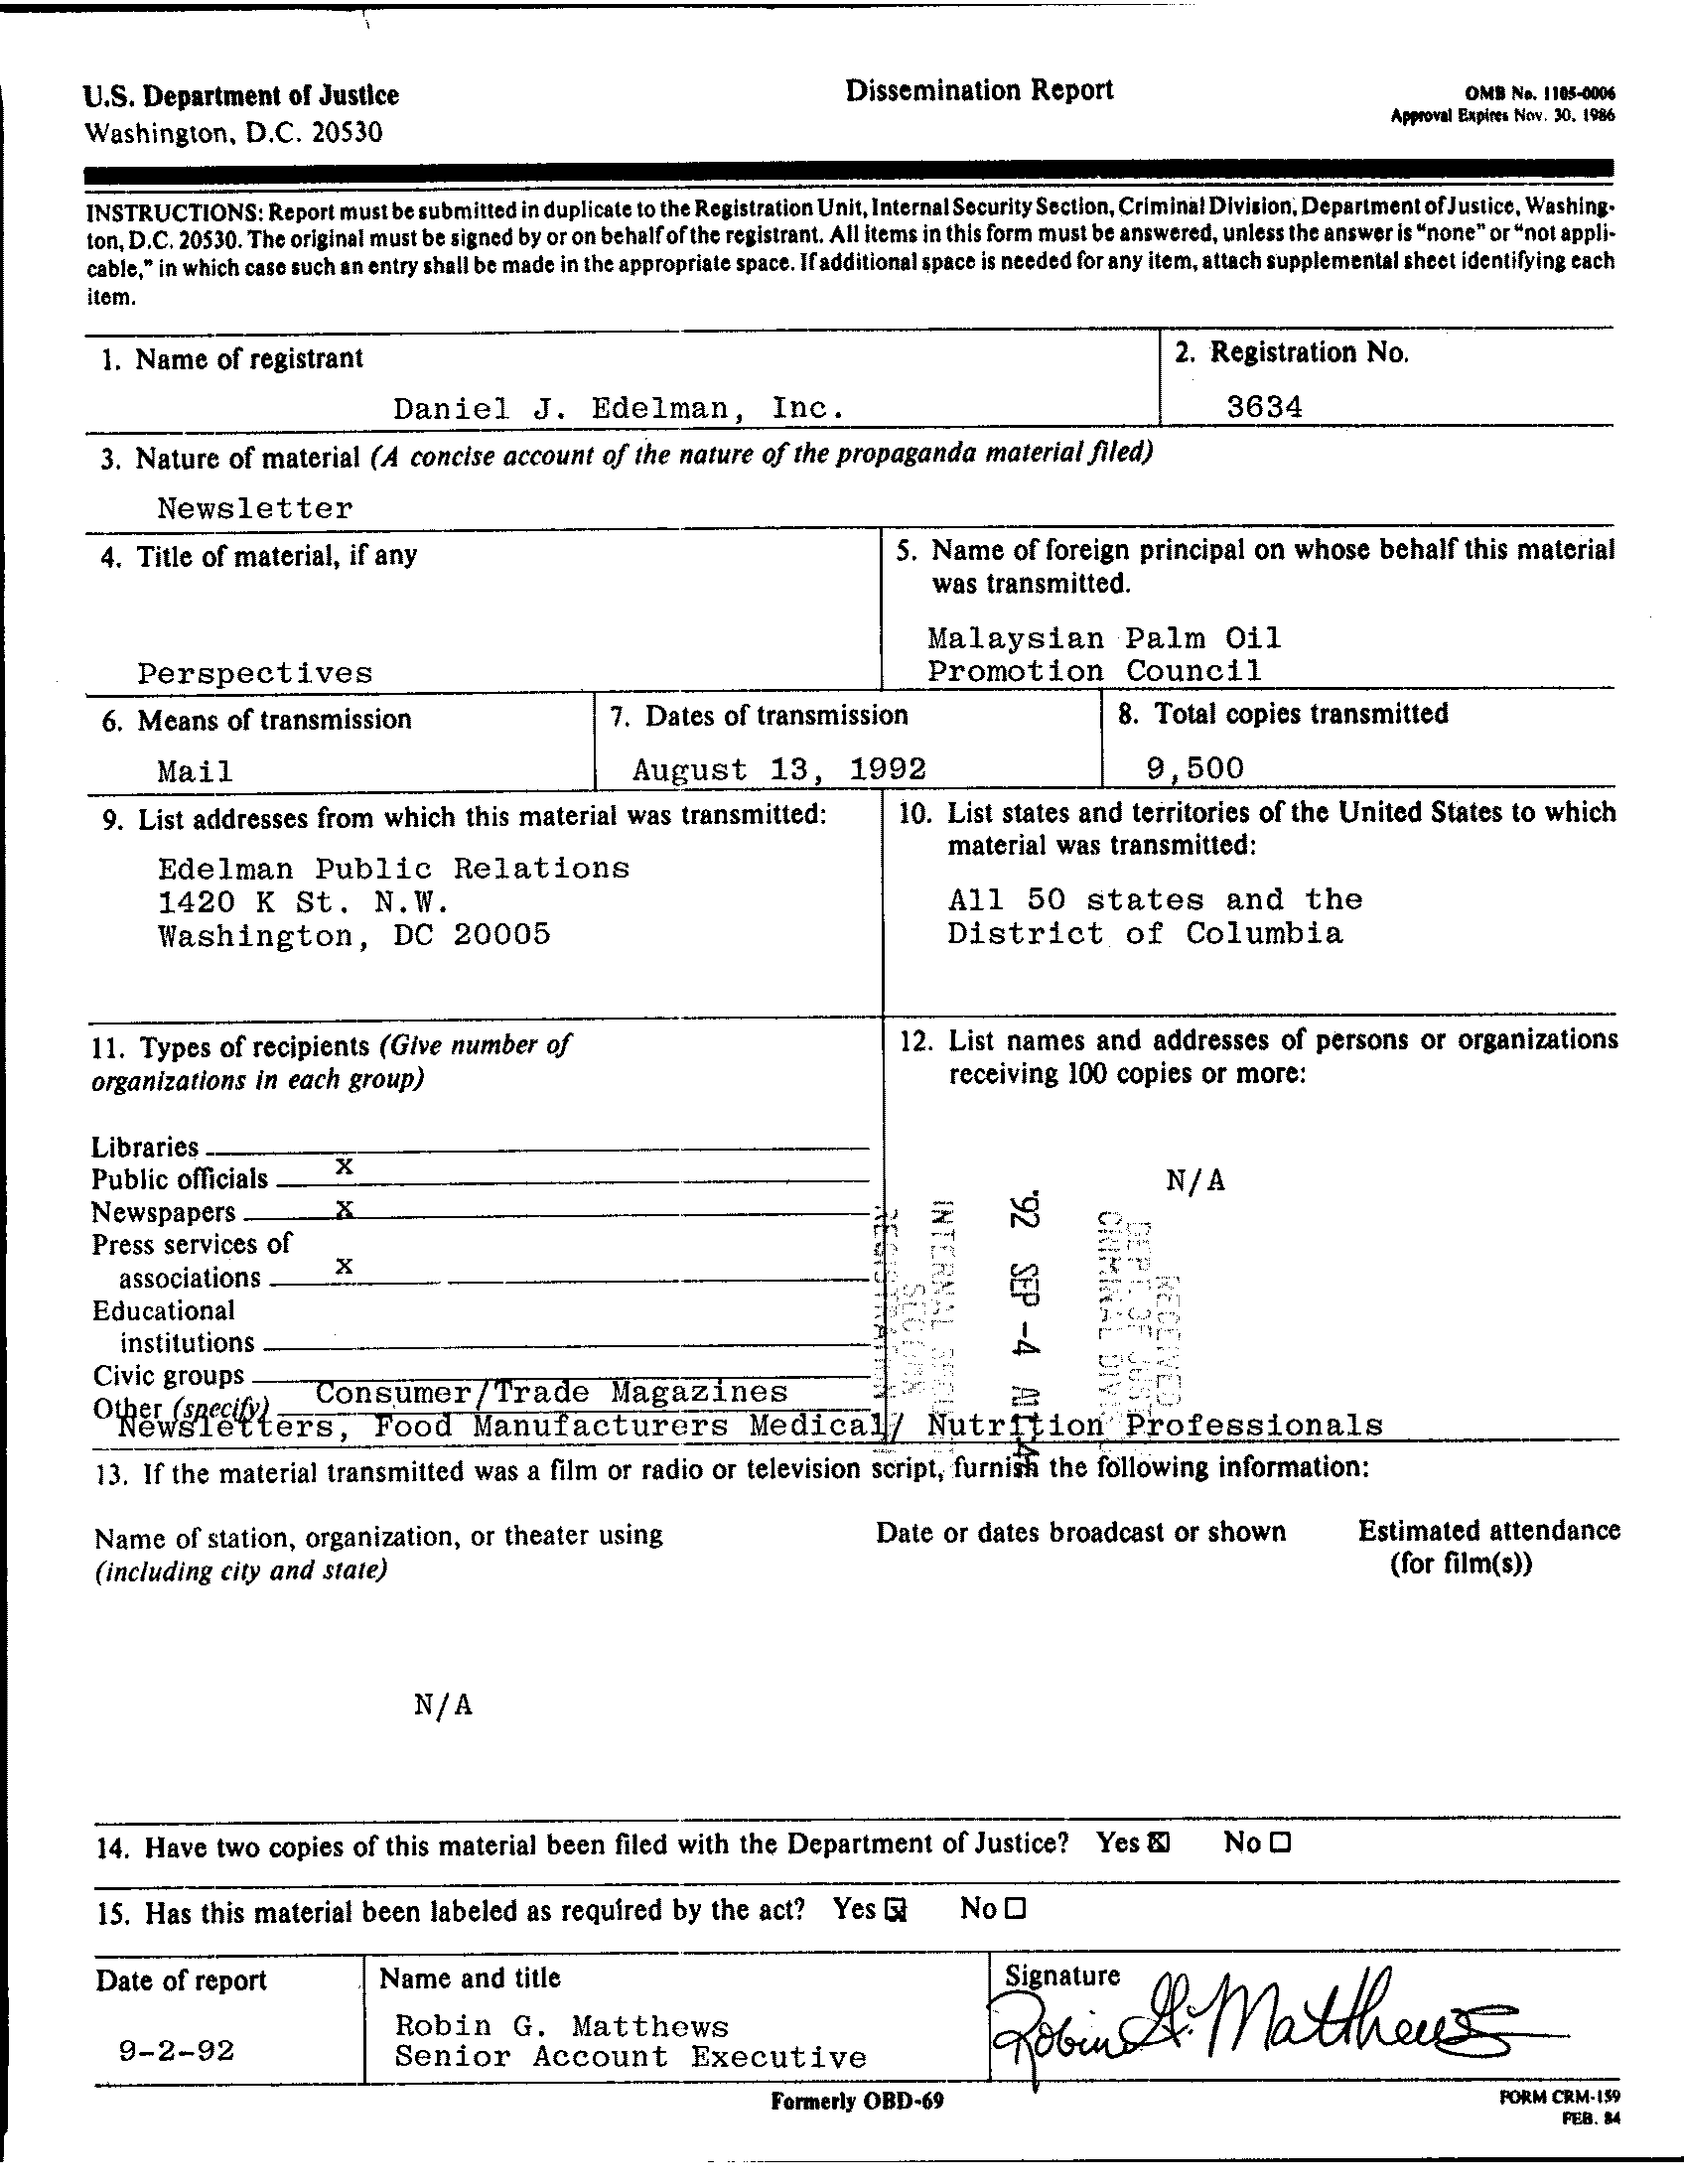 U.S. Department of Justice
Washington, D.C. 20530
Dissemination Report
OMB No. 1105-0006
Approval Expires Nov. 30, 1986
INSTRUCTIONS: Report must be submitted in duplicate to the Registration Unit, Internal Security Section, Criminal Division, Department of Justice, Washing-
ton, D.C. 20530. The original must be signed by or on behalf of the registrant. All items in this form must be answered, unless the answer is "none" or "not appli-
cable," in which case such an entry shall be made in the appropriate space. If additional space is needed for any item, attach supplemental sheet identifying each
item.
1. Name of registrant
Daniel J. Edelman, Inc.
2. Registration No.
3634
3. Nature of material (A concise account of the nature of the propaganda material filed)
Newsletter
4. Title of material, if any
Perspectives
5. Name of foreign principal on whose behalf this material
was transmitted.
Malaysian Palm Oil
Promotion Council
6. Means of transmission
Mail
7. Dates of transmission
August 13, 1992
8. Total copies transmitted
9,500
9. List addresses from which this material was transmitted:
Edelman Public Relations
1420 K St. N.W.
Washington, DC 20005
10. List states and territories of the United States to which
material was transmitted:
All 50 states and the
District of Columbia
11. Types of recipients (Give number of
organizations in each group)
Libraries
Public officials X
Newspapers X
Press services of
associations X
Educational
institutions
Civic groups
Other (specify) Consumer/Trade Magazines
Newsletters, Food Manufacturers Medical/ Nutrition Professionals
12. List names and addresses of persons or organizations
receiving 100 copies or more:
N/A
RECEIVED
DEPT. OF JUSTICE
CRIMINAL DIV
'92 SEP -4
INTERNAL
13. If the material transmitted was a film or radio or television script, furnish the following information:
Name of station, organization, or theater using
(including city and state)
Date or dates broadcast or shown
Estimated attendance
(for film(s))
N/A
14. Have two copies of this material been filed with the Department of Justice? Yes ☒ No ☐
15. Has this material been labeled as required by the act? Yes ☒ No ☐
Date of report
9-2-92
Name and title
Robin G. Matthews
Senior Account Executive
Signature
Robin G. Matthews
Formerly OBD-69
FORM CRM-159
FEB. 84